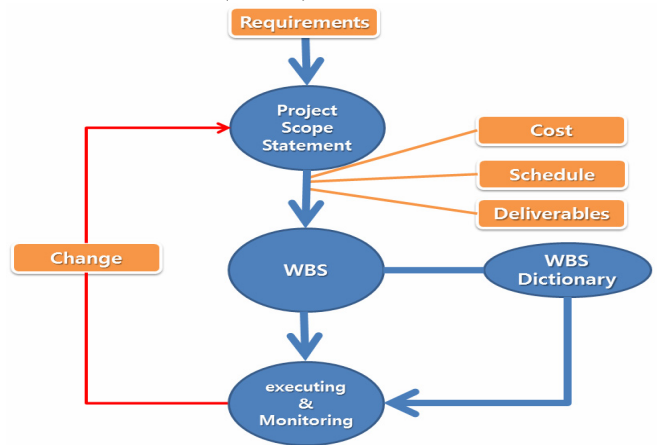 Requirements
Project
Scope
Statement
Cost
Schedule
Deliverables
Change
WBS
WBS
Dictionary
executing
&
Monitoring